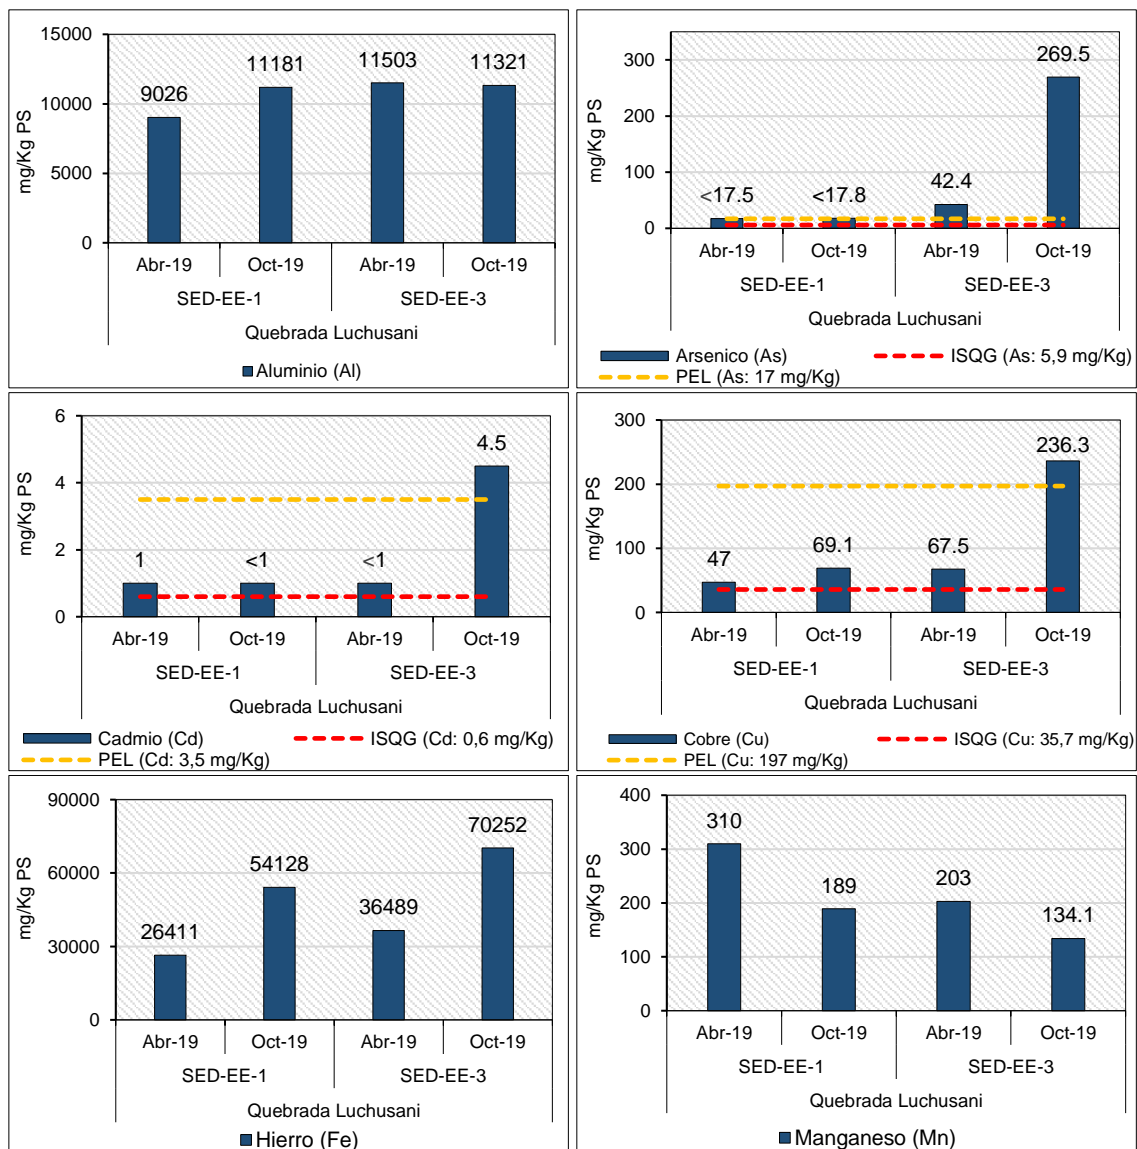 15000
10000
5000
0
mg/Kg PS
9026
11181
11503
11321
Abr-19 Oct-19 Abr-19 Oct-19
SED-EE-1 SED-EE-3
Quebrada Luchusani
Aluminio (Al)
300
200
100
0
mg/Kg PS
<17.5
<17.8
42.4
269.5
Abr-19 Oct-19 Abr-19 Oct-19
SED-EE-1 SED-EE-3
Quebrada Luchusani
Arsenico (As) ISQG (As: 5,9 mg/Kg)
PEL (As: 17 mg/Kg)
6
4
2
0
mg/Kg PS
1
<1
<1
4.5
Abr-19 Oct-19 Abr-19 Oct-19
SED-EE-1 SED-EE-3
Quebrada Luchusani
Cadmio (Cd) ISQG (Cd: 0,6 mg/Kg)
PEL (Cd: 3,5 mg/Kg)
300
200
100
0
mg/Kg PS
47
69.1
67.5
236.3
Abr-19 Oct-19 Abr-19 Oct-19
SED-EE-1 SED-EE-3
Quebrada Luchusani
Cobre (Cu) ISQG (Cu: 35,7 mg/Kg)
PEL (Cu: 197 mg/Kg)
90000
60000
30000
0
mg/Kg PS
26411
54128
36489
70252
Abr-19 Oct-19 Abr-19 Oct-19
SED-EE-1 SED-EE-3
Quebrada Luchusani
Hierro (Fe)
400
300
200
100
0
mg/Kg PS
310
189
203
134.1
Abr-19 Oct-19 Abr-19 Oct-19
SED-EE-1 SED-EE-3
Quebrada Luchusani
Manganeso (Mn)